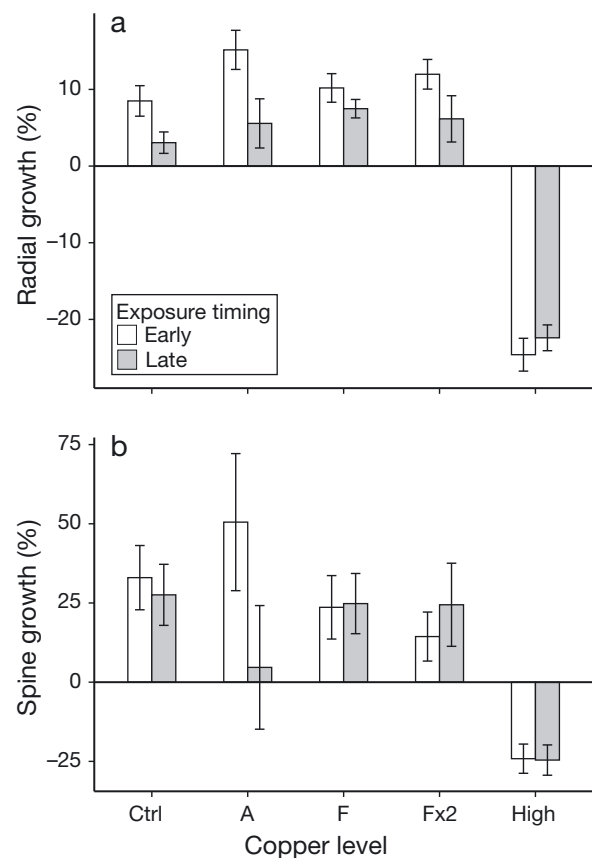 a
10
0
−10
−20
Radial growth (%)
Exposure timing
Early
Late
b
75
50
25
0
−25
Spine growth (%)
Ctrl A F Fx2 High
Copper level